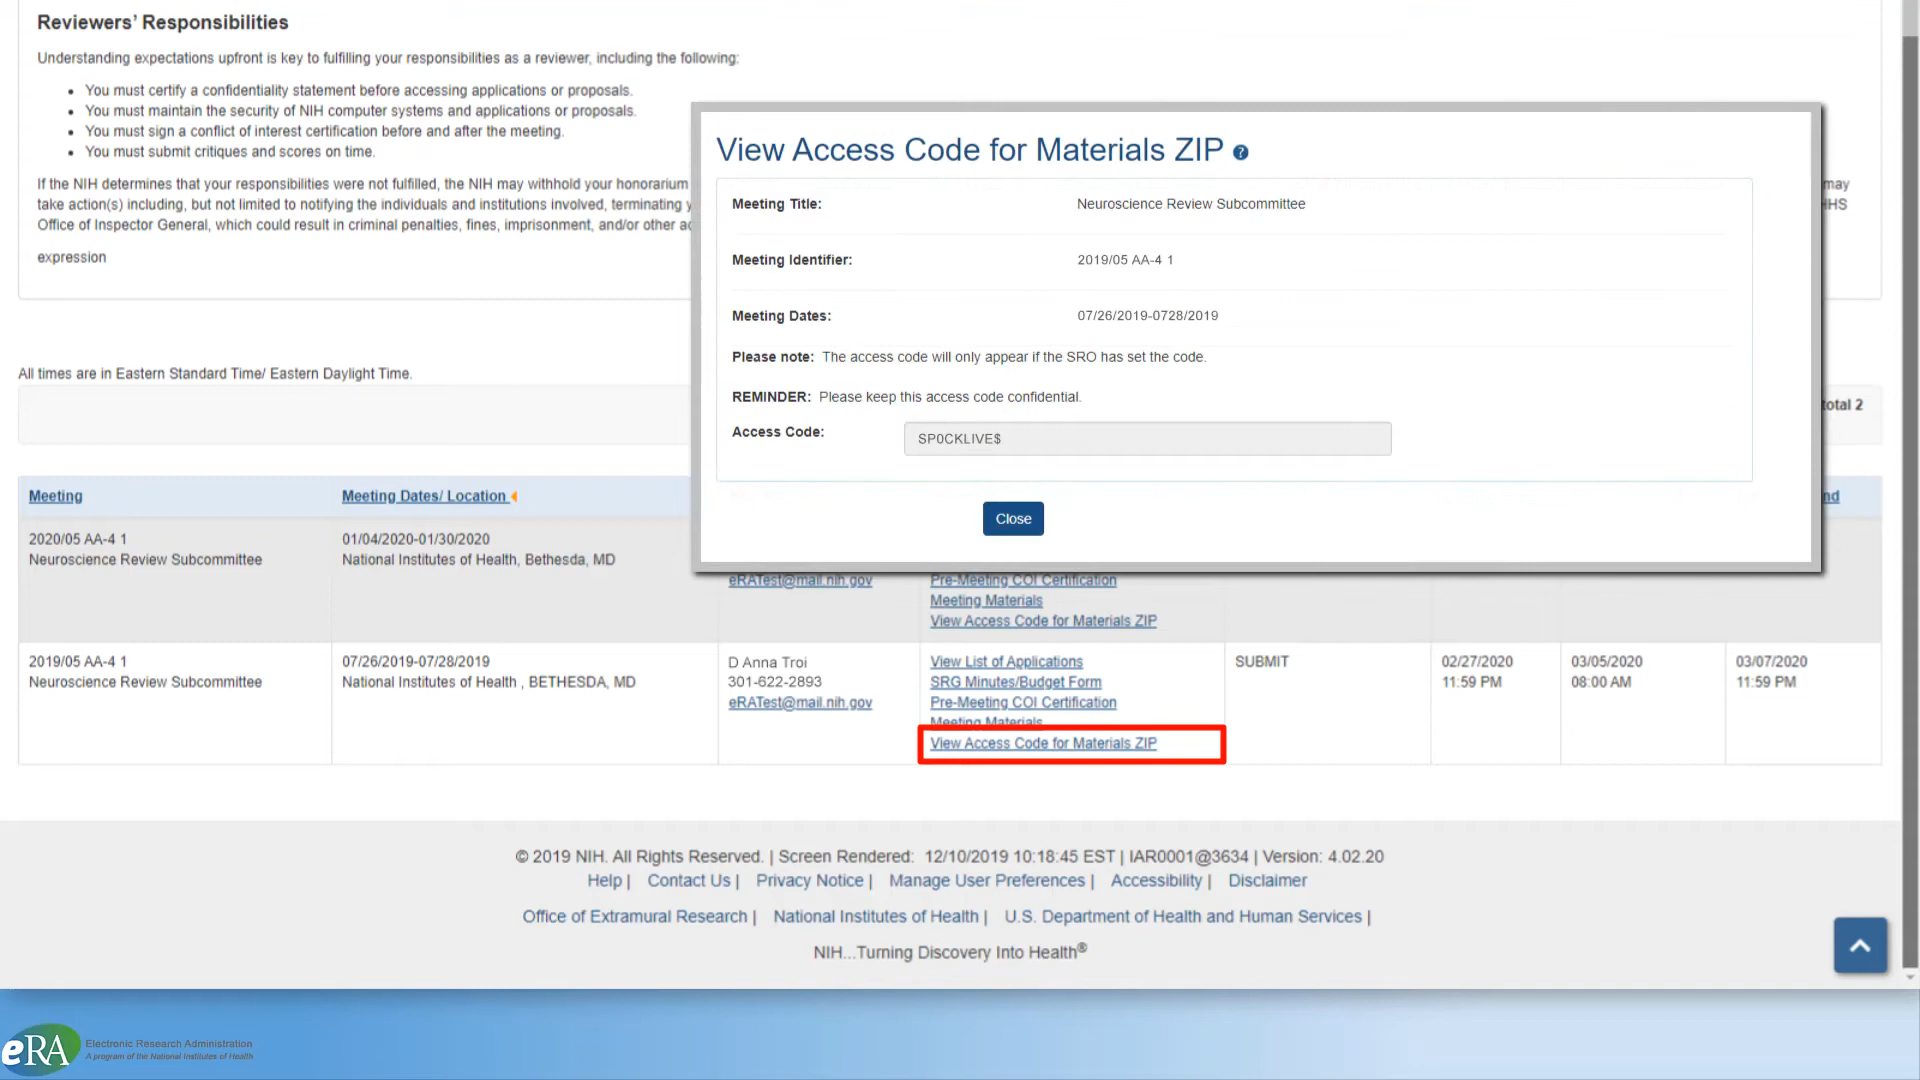 Reviewers’ Responsibilities
Understanding expectations upfront is key to fulfilling your responsibilities as a reviewer, including the following:
• You must certify a confidentiality statement before accessing applications or proposals.
• You must maintain the security of NIH computer systems and applications or proposals.
• You must sign a conflict of interest certification before and after the meeting.
• You must submit critiques and scores on time.
If the NIH determines that your responsibilities were not fulfilled, the NIH may withhold your honorarium
may
take action(s) including, but not limited to notifying the individuals and institutions involved, terminating
HHS
Office of Inspector General, which could result in criminal penalties, fines, imprisonment, and/or other
expression
View Access Code for Materials ZIP ?
Meeting Title: Neuroscience Review Subcommittee
Meeting Identifier: 2019/05 AA-4 1
Meeting Dates: 07/26/2019-0728/2019
Please note: The access code will only appear if the SRO has set the code.
REMINDER: Please keep this access code confidential.
Access Code: SP0CKLIVE$
Close
All times are in Eastern Standard Time/ Eastern Daylight Time.
total 2
Meeting Meeting Dates/ Location
2020/05 AA-4 1 01/04/2020-01/30/2020
Neuroscience Review Subcommittee National Institutes of Health, Bethesda, MD
eRATest@mail.nih.gov Pre-Meeting COI Certification
Meeting Materials
View Access Code for Materials ZIP
2019/05 AA-4 1 07/26/2019-07/28/2019 D Anna Troi View List of Applications SUBMIT 02/27/2020 03/05/2020 03/07/2020
Neuroscience Review Subcommittee National Institutes of Health , BETHESDA, MD 301-622-2893 SRG Minutes/Budget Form 11:59 PM 08:00 AM 11:59 PM
eRATest@mail.nih.gov Pre-Meeting COI Certification
Meeting Materials
View Access Code for Materials ZIP
© 2019 NIH. All Rights Reserved. | Screen Rendered: 12/10/2019 10:18:45 EST | IAR0001@3634 | Version: 4.02.20
Help | Contact Us | Privacy Notice | Manage User Preferences | Accessibility | Disclaimer
Office of Extramural Research | National Institutes of Health | U.S. Department of Health and Human Services |
NIH...Turning Discovery Into Health®
eRA Electronic Research Administration
A program of the National Institutes of Health